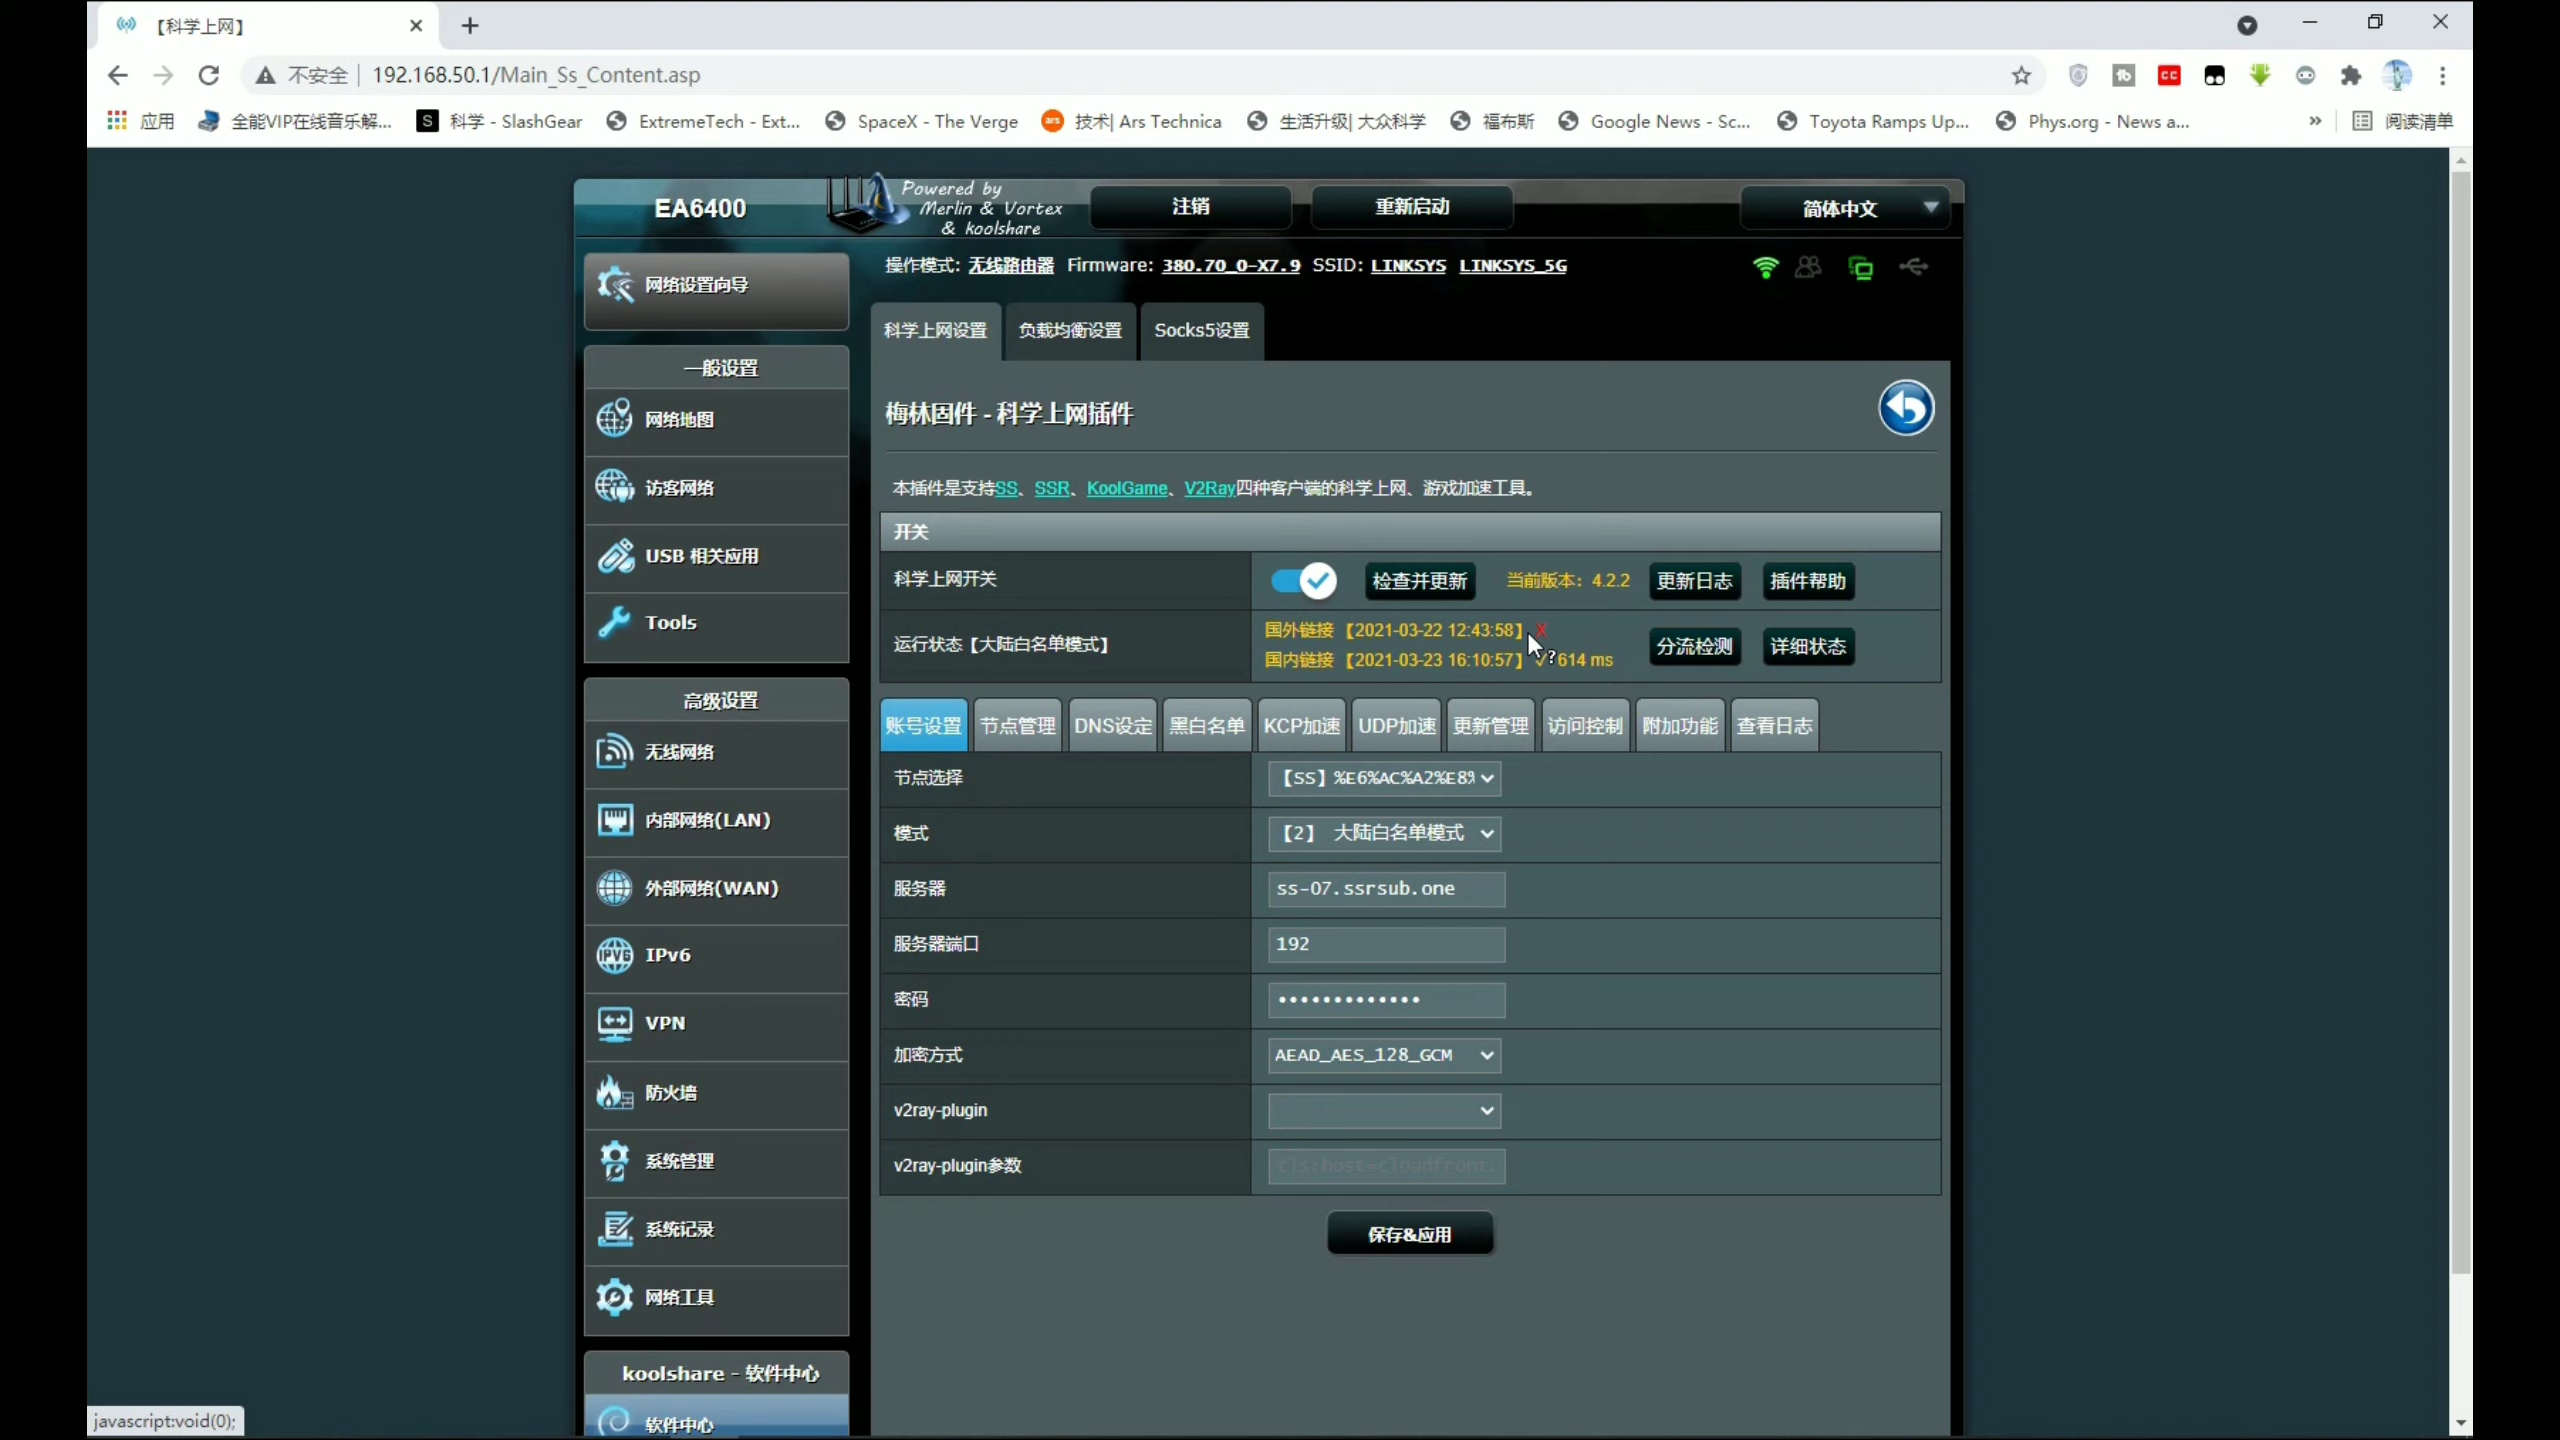 【科学上网】
不安全
192.168.50.1/Main_Ss_Content.asp
应用
全能VIP在线音乐解...
科学 - SlashGear
ExtremeTech - Ext...
SpaceX - The Verge
技术| Ars Technica
生活升级| 大众科学
福布斯
Google News - Sc...
Toyota Ramps Up...
Phys.org - News a...
»
阅读清单
EA6400
Powered by
Merlin & Vortex
& koolshare
注销
重新启动
简体中文
操作模式: 无线路由器 Firmware: 380.70_0-X7.9 SSID: LINKSYS LINKSYS_5G
网络设置向导
一般设置
网络地图
访客网络
USB 相关应用
Tools
高级设置
无线网络
内部网络(LAN)
外部网络(WAN)
IPv6
VPN
防火墙
系统管理
系统记录
网络工具
koolshare - 软件中心
软件中心
科学上网设置
负载均衡设置
Socks5设置
梅林固件 - 科学上网插件
本插件是支持SS、SSR、KoolGame、V2Ray四种客户端的科学上网、游戏加速工具。
开关
科学上网开关
检查并更新
当前版本：4.2.2
更新日志
插件帮助
运行状态【大陆白名单模式】
国外链接 【2021-03-22 12:43:58】 X
国内链接 【2021-03-23 16:10:57】 ✓ 614 ms
分流检测
详细状态
账号设置
节点管理
DNS设定
黑白名单
KCP加速
UDP加速
更新管理
访问控制
附加功能
查看日志
节点选择
【SS】%E6%AC%A2%E8%
模式
【2】 大陆白名单模式
服务器
ss-07.ssrsub.one
服务器端口
192
密码
•••••••••••••
加密方式
AEAD_AES_128_GCM
v2ray-plugin
v2ray-plugin参数
tls;host=cloudfront.
保存&应用
javascript:void(0);